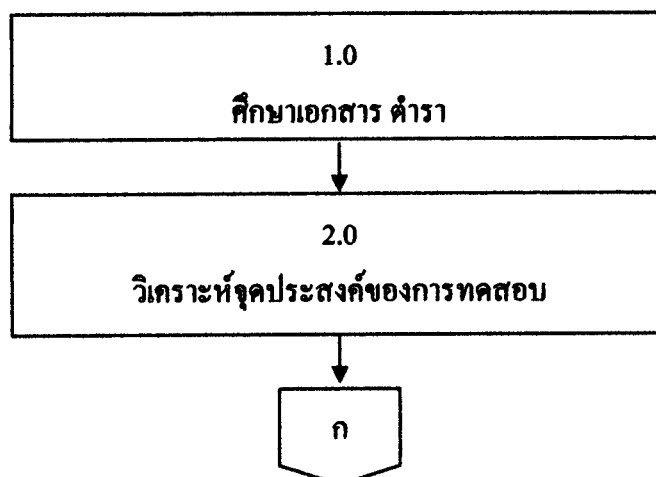 1.0
ศึกษาเอกสาร ตำรา
2.0
วิเคราะห์จุดประสงค์ของการทดสอบ
ก